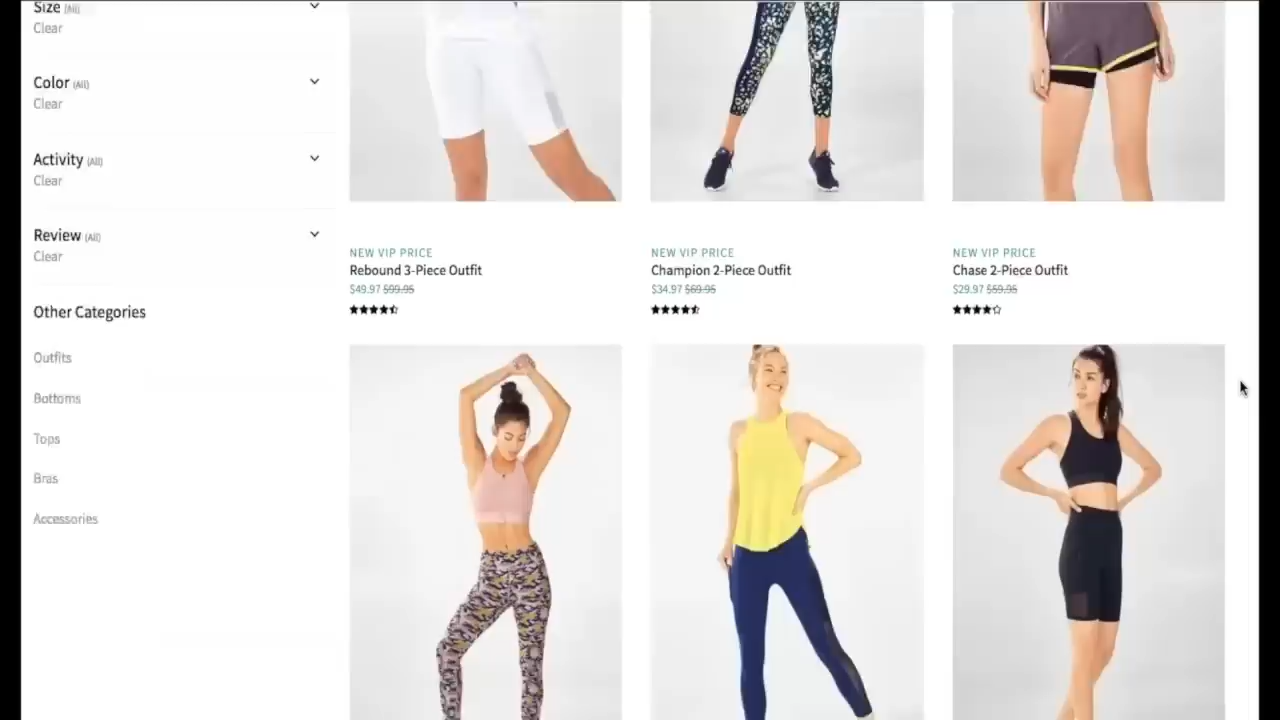 Size (All)
Clear
Color (All)
Clear
Activity (All)
Clear
Review (All)
Clear
Other Categories
Outfits
Bottoms
Tops
Bras
Accessories
NEW VIP PRICE
Rebound 3-Piece Outfit
$49.97 $99.95
NEW VIP PRICE
Champion 2-Piece Outfit
$34.97 $69.95
NEW VIP PRICE
Chase 2-Piece Outfit
$29.97 $59.95